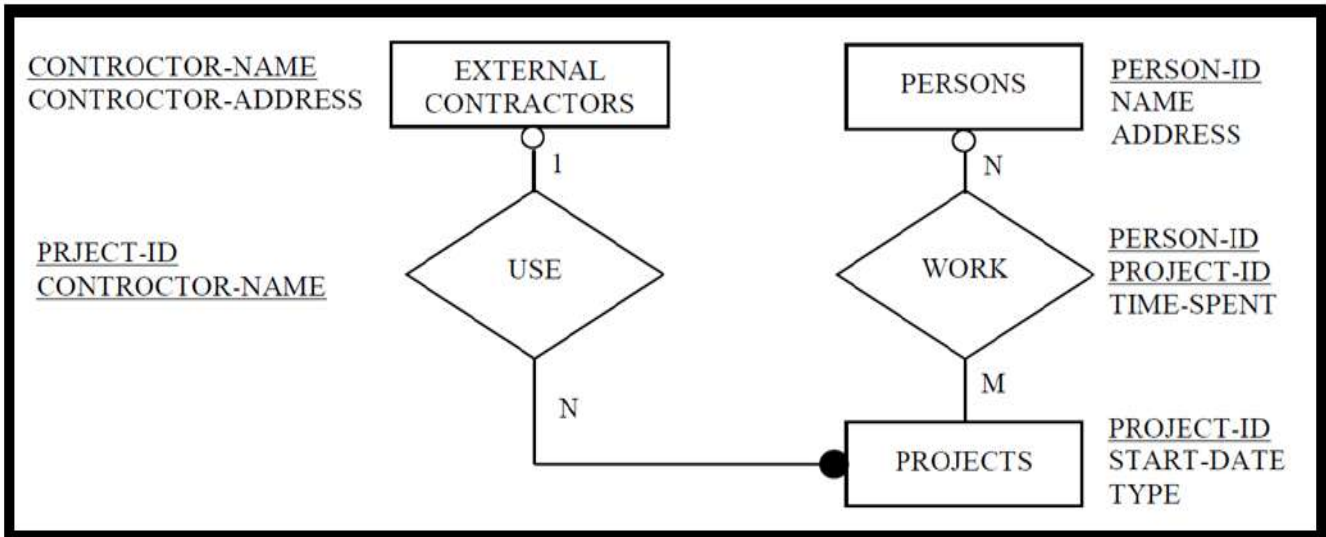 CONTROCTOR-NAME
CONTROCTOR-ADDRESS
EXTERNAL
CONTRACTORS
PERSONS
PERSON-ID
NAME
ADDRESS
1
N
PRJECT-ID
CONTROCTOR-NAME
USE
WORK
PERSON-ID
PROJECT-ID
TIME-SPENT
N
M
PROJECTS
PROJECT-ID
START-DATE
TYPE